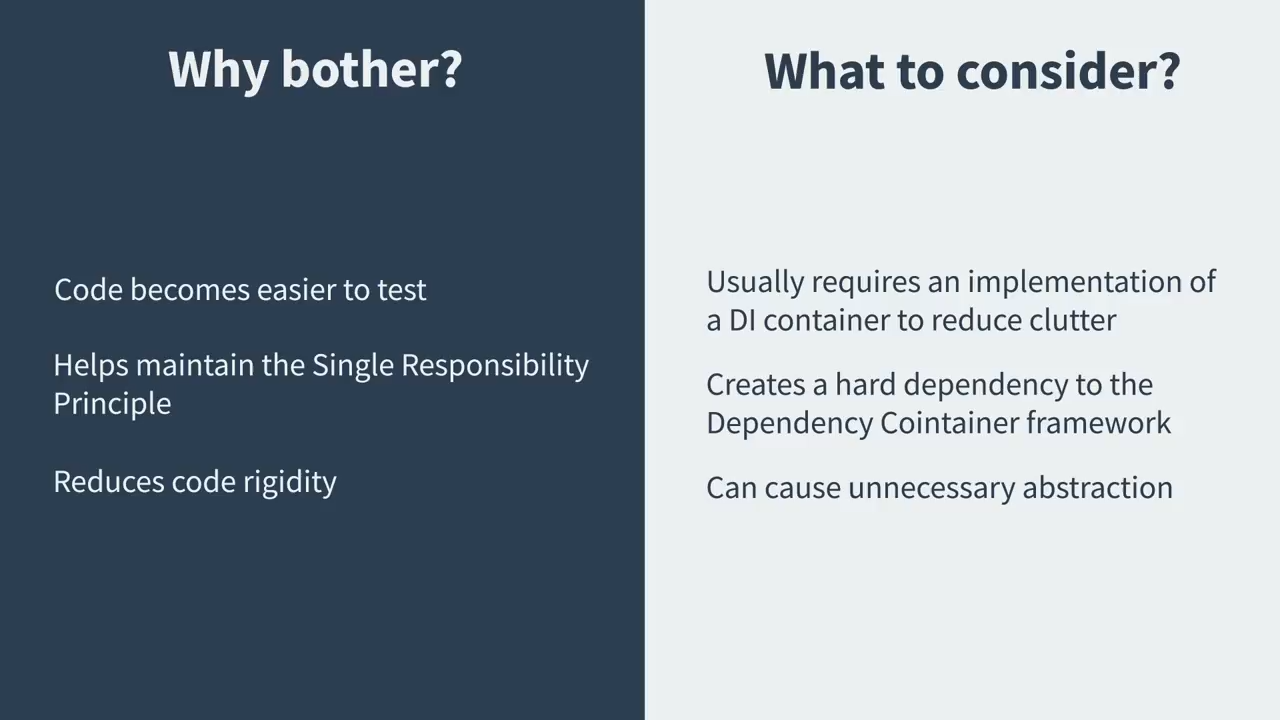 Why bother?
Code becomes easier to test
Helps maintain the Single Responsibility
Principle
Reduces code rigidity
What to consider?
Usually requires an implementation of
a DI container to reduce clutter
Creates a hard dependency to the
Dependency Cointainer framework
Can cause unnecessary abstraction